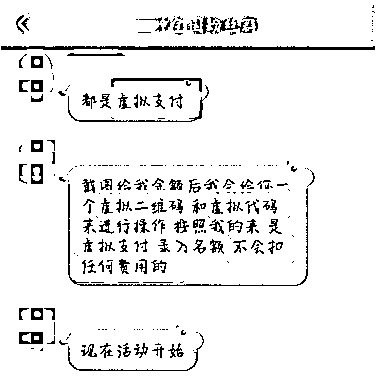 都是虚拟支付
截图给我余额后我会给你一
个虚拟二维码 和虚拟代码
来进行操作 按照我的来 是
虚拟支付 录入名额 不会扣
任何费用的
现在活动开始